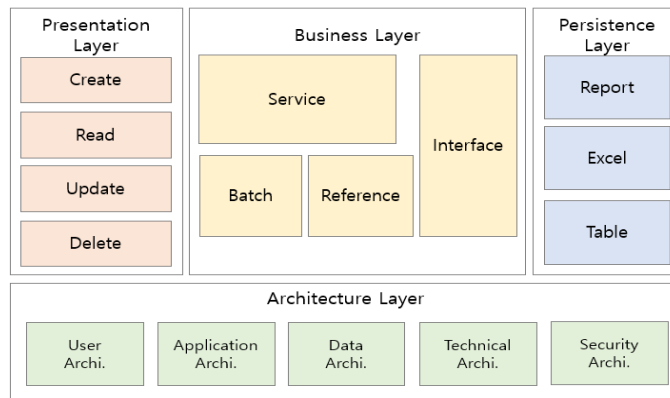 Presentation
Layer
Create
Read
Update
Delete
Business Layer
Service
Batch
Reference
Interface
Persistence
Layer
Report
Excel
Table
Architecture Layer
User
Archi.
Application
Archi.
Data
Archi.
Technical
Archi.
Security
Archi.